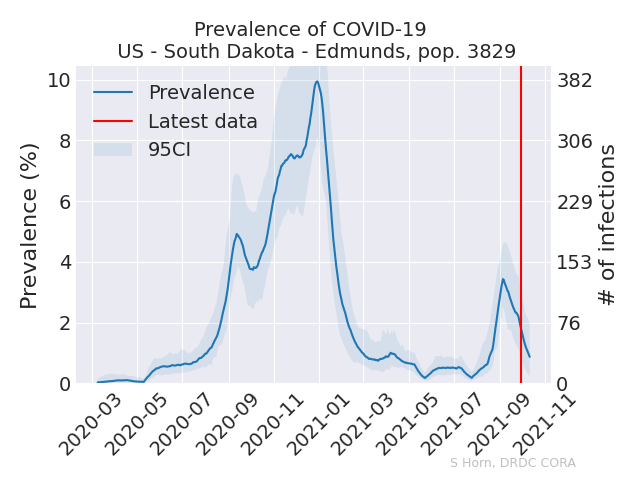 Prevalence of COVID-19
US - South Dakota - Edmunds, pop. 3829
Prevalence (%)
10
8
6
4
2
0
Prevalence
Latest data
95CI
382
306
229
153
76
0
# of infections
2020-03
2020-05
2020-07
2020-09
2020-11
2021-01
2021-03
2021-05
2021-07
2021-09
2021-11
S Horn, DRDC CORA